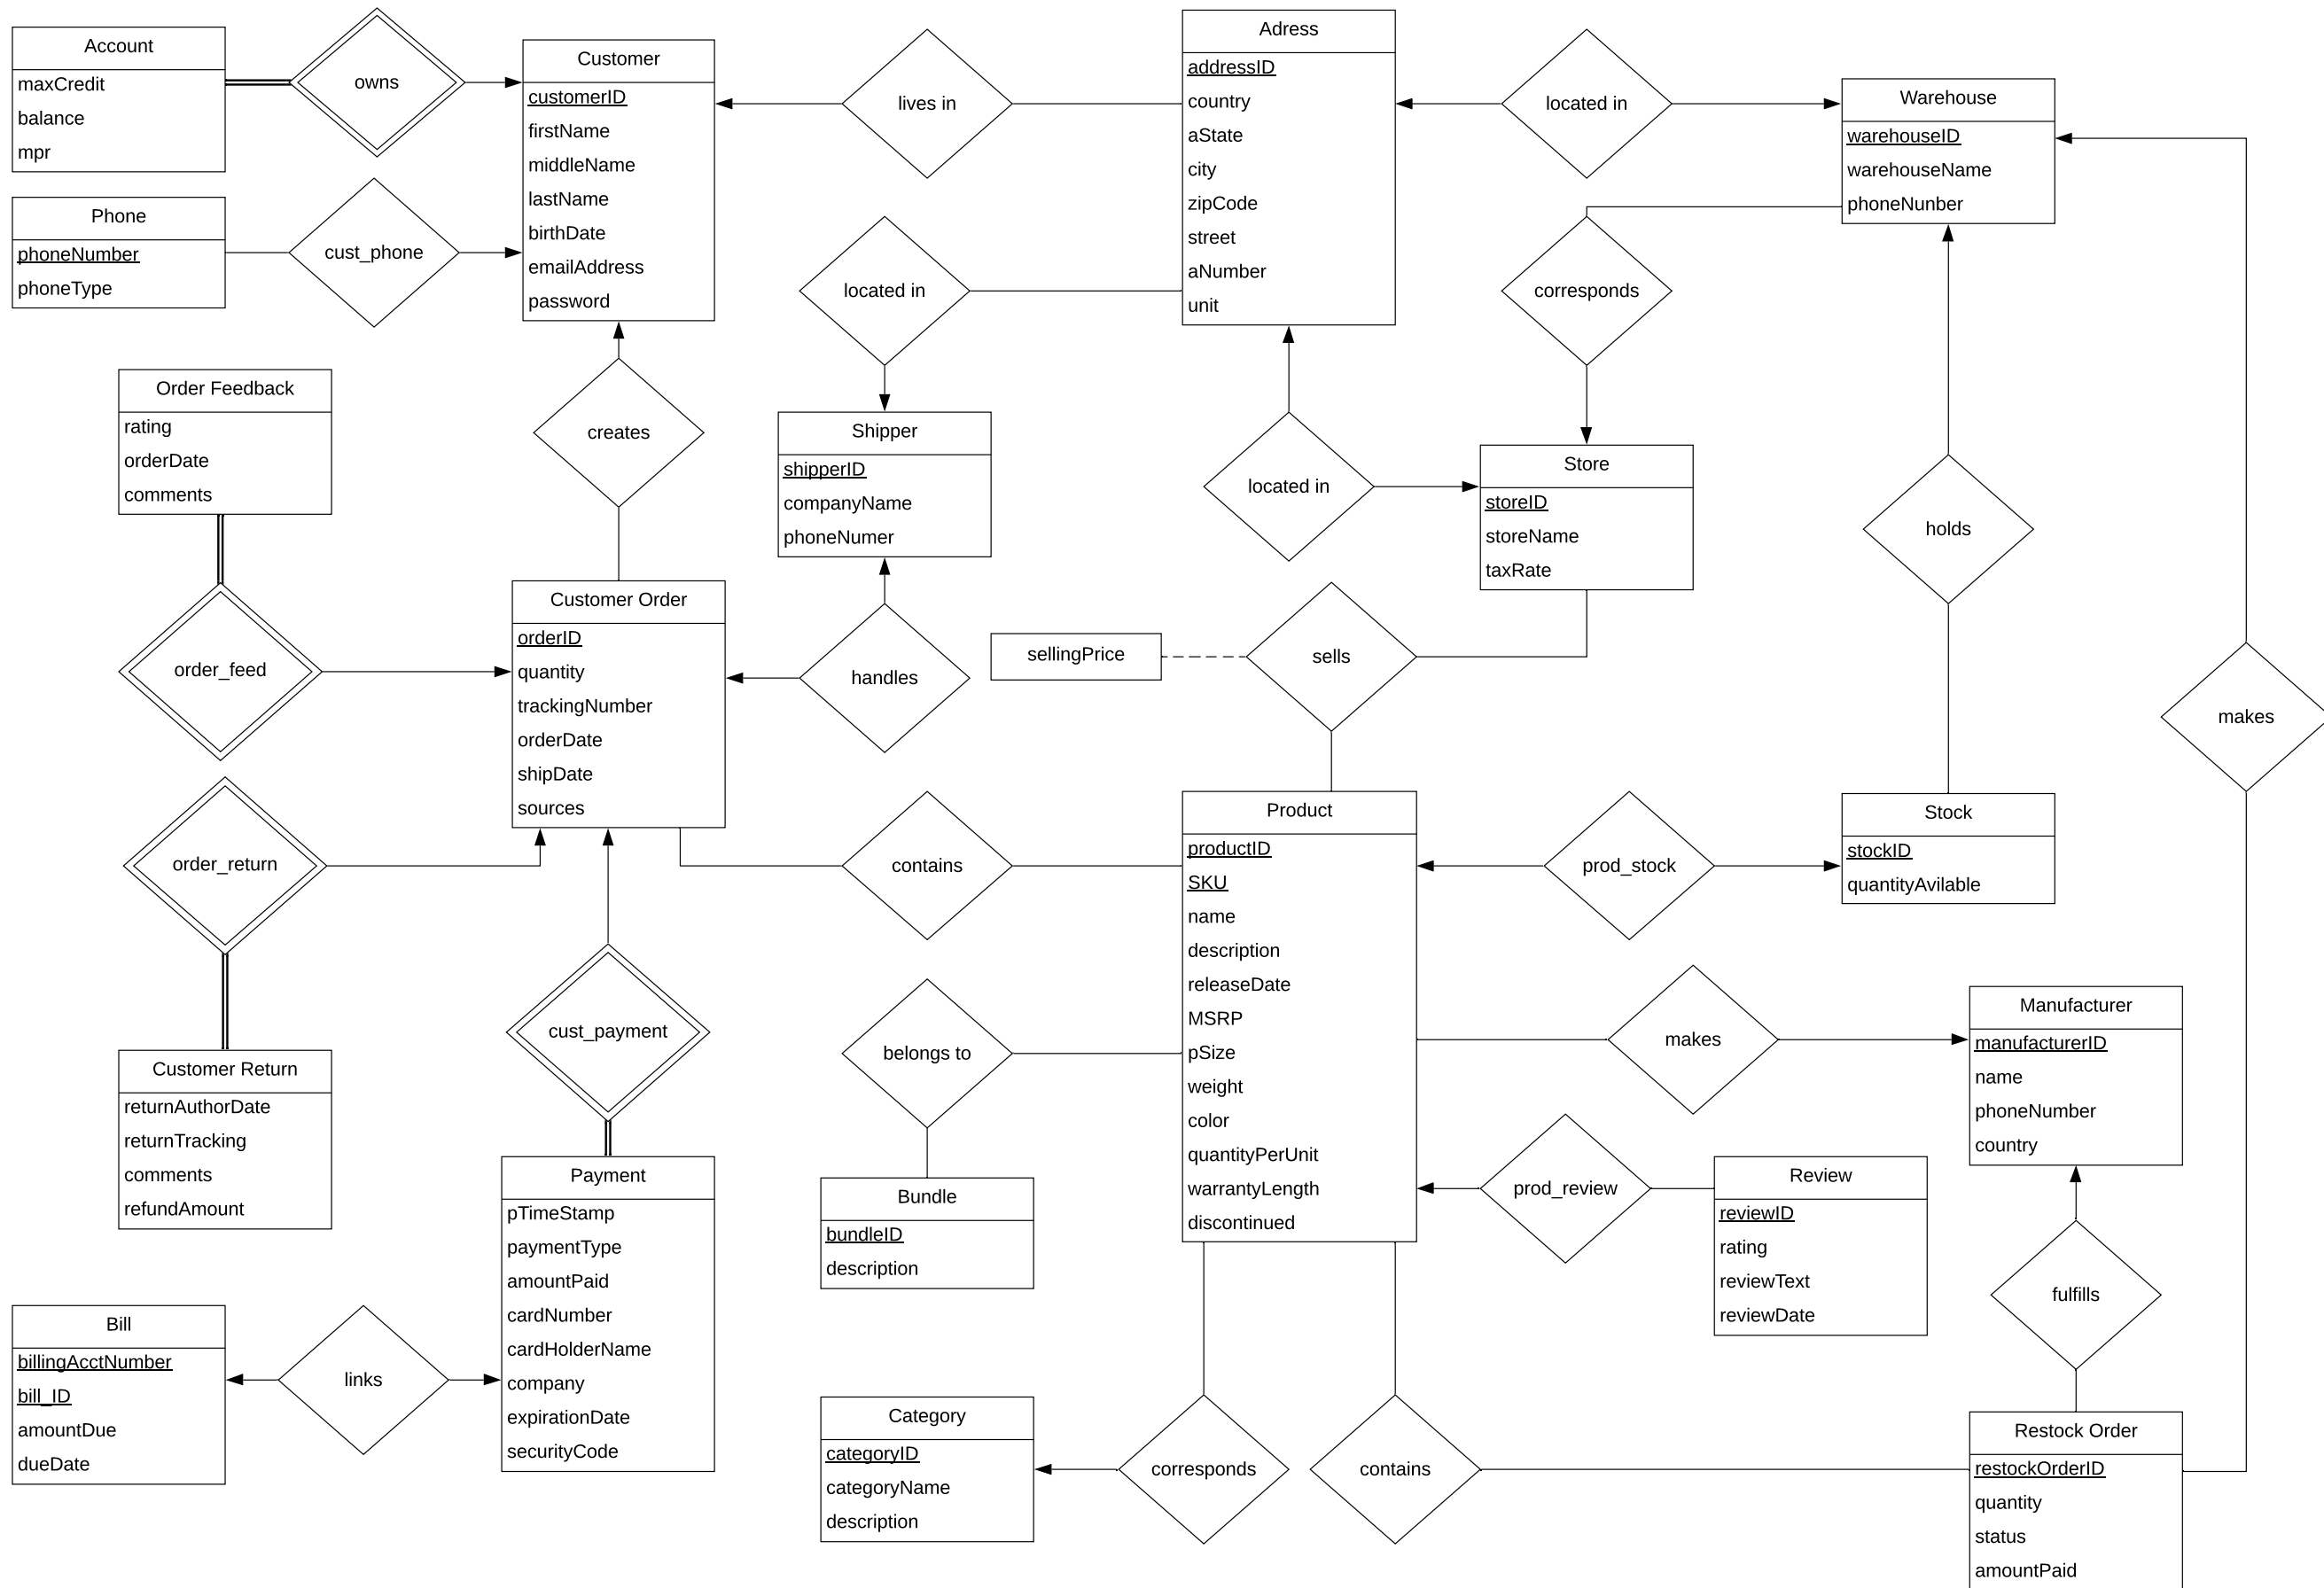 Account
maxCredit
balance
mpr
owns
Customer
customerID
firstName
middleName
lastName
birthDate
emailAddress
password
lives in
Adress
addressID
country
aState
city
zipCode
street
aNumber
unit
located in
Warehouse
warehouseID
warehouseName
phoneNunber
Phone
phoneNumber
phoneType
cust_phone
located in
corresponds
Order Feedback
rating
orderDate
comments
creates
Shipper
shipperID
companyName
phoneNumer
located in
Store
storeID
storeName
taxRate
holds
order_feed
Customer Order
orderID
quantity
trackingNumber
orderDate
shipDate
sources
handles
sellingPrice
sells
makes
order_return
contains
Product
productID
SKU
name
description
releaseDate
MSRP
pSize
weight
color
quantityPerUnit
warrantyLength
discontinued
prod_stock
Stock
stockID
quantityAvilable
cust_payment
belongs to
makes
Manufacturer
manufacturerID
name
phoneNumber
country
Customer Return
returnAuthorDate
returnTracking
comments
refundAmount
Payment
pTimeStamp
paymentType
amountPaid
cardNumber
cardHolderName
company
expirationDate
securityCode
Bundle
bundleID
description
prod_review
Review
reviewID
rating
reviewText
reviewDate
fulfills
Bill
billingAcctNumber
bill_ID
amountDue
dueDate
links
Category
categoryID
categoryName
description
corresponds
contains
Restock Order
restockOrderID
quantity
status
amountPaid